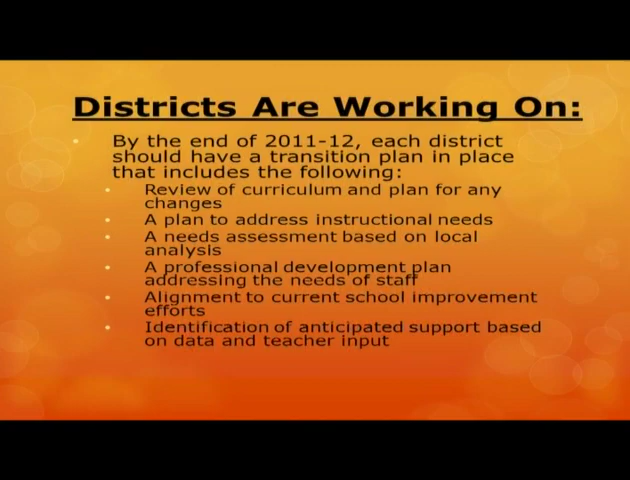 Districts Are Working On:
By the end of 2011-12, each district
should have a transition plan in place
that includes the following:
Review of curriculum and plan for any
changes
A plan to address instructional needs
A needs assessment based on local
analysis
A professional development plan
addressing the needs of staff
Alignment to current school improvement
efforts
Identification of anticipated support based
on data and teacher input